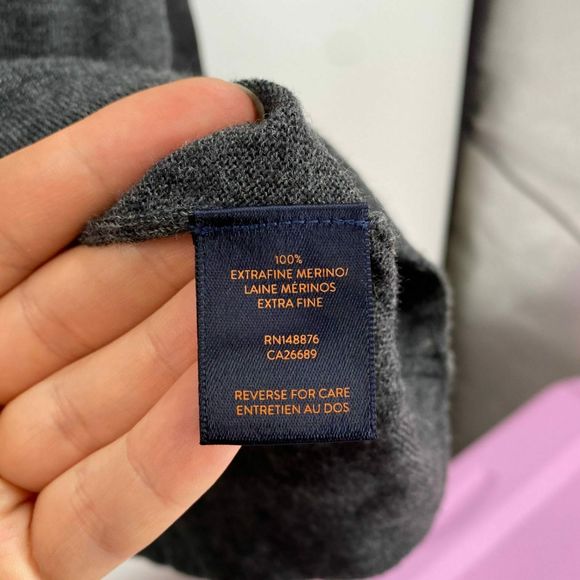 100%
EXTRAFINE MERINO/
LAINE MÉRINOS
EXTRA FINE
RN148876
CA26689
REVERSE FOR CARE
ENTRETIEN AU DOS